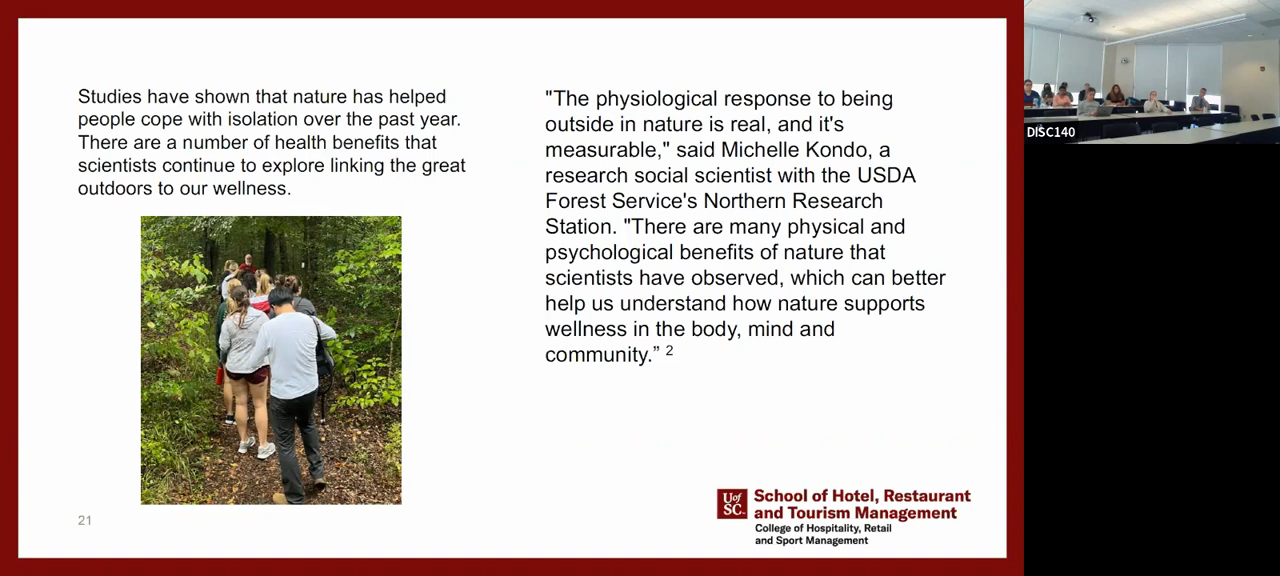 Studies have shown that nature has helped
people cope with isolation over the past year.
There are a number of health benefits that
scientists continue to explore linking the great
outdoors to our wellness.
"The physiological response to being
outside in nature is real, and it's
measurable," said Michelle Kondo, a
research social scientist with the USDA
Forest Service's Northern Research
Station. "There are many physical and
psychological benefits of nature that
scientists have observed, which can better
help us understand how nature supports
wellness in the body, mind and
community.” 2
21
UofSC
School of Hotel, Restaurant
and Tourism Management
College of Hospitality, Retail
and Sport Management
DISC140